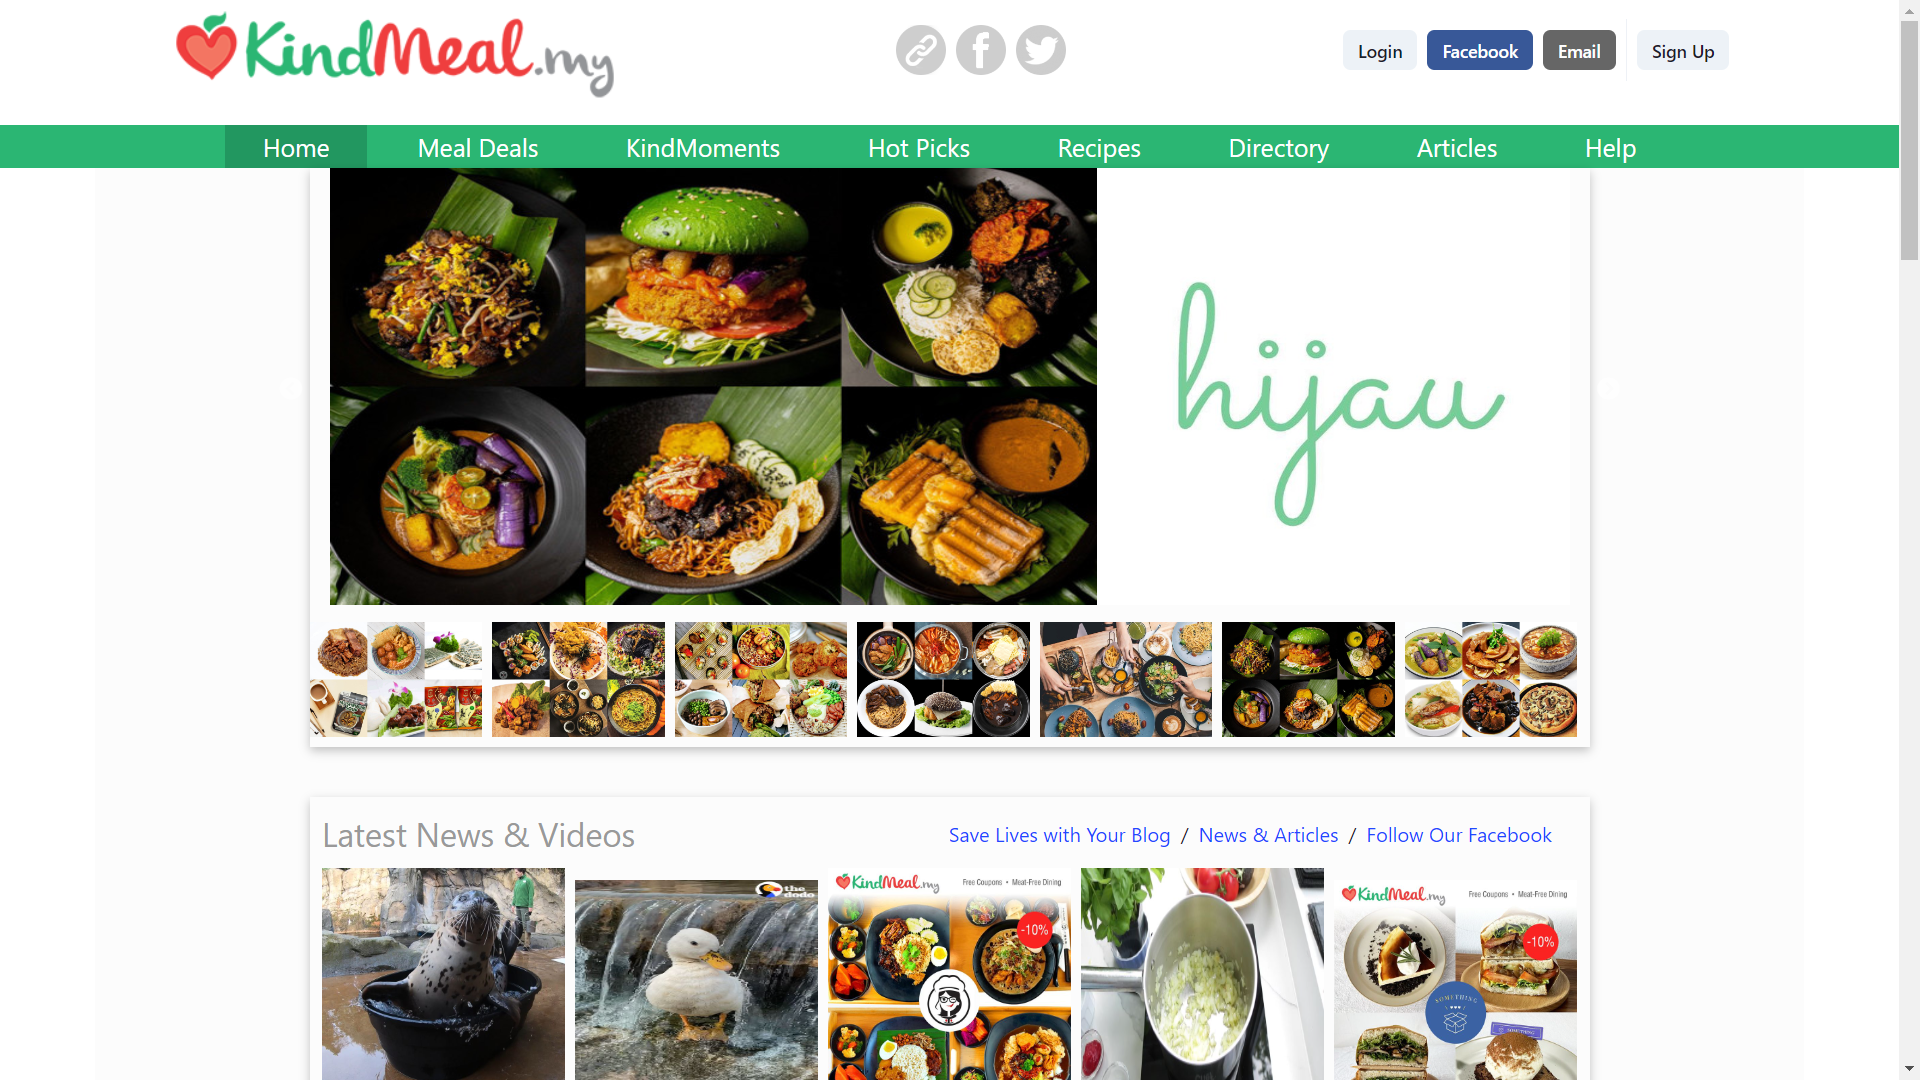 KindMeal.my
Login
Facebook
Email
Sign Up
Home
Meal Deals
KindMoments
Hot Picks
Recipes
Directory
Articles
Help
hijau
Latest News & Videos
Save Lives with Your Blog / News & Articles / Follow Our Facebook
the dodo
KindMeal.my
Free Coupons • Meat-Free Dining
-10%
KindMeal.my
Free Coupons • Meat-Free Dining
-10%
SOMETHING
SOMETHING